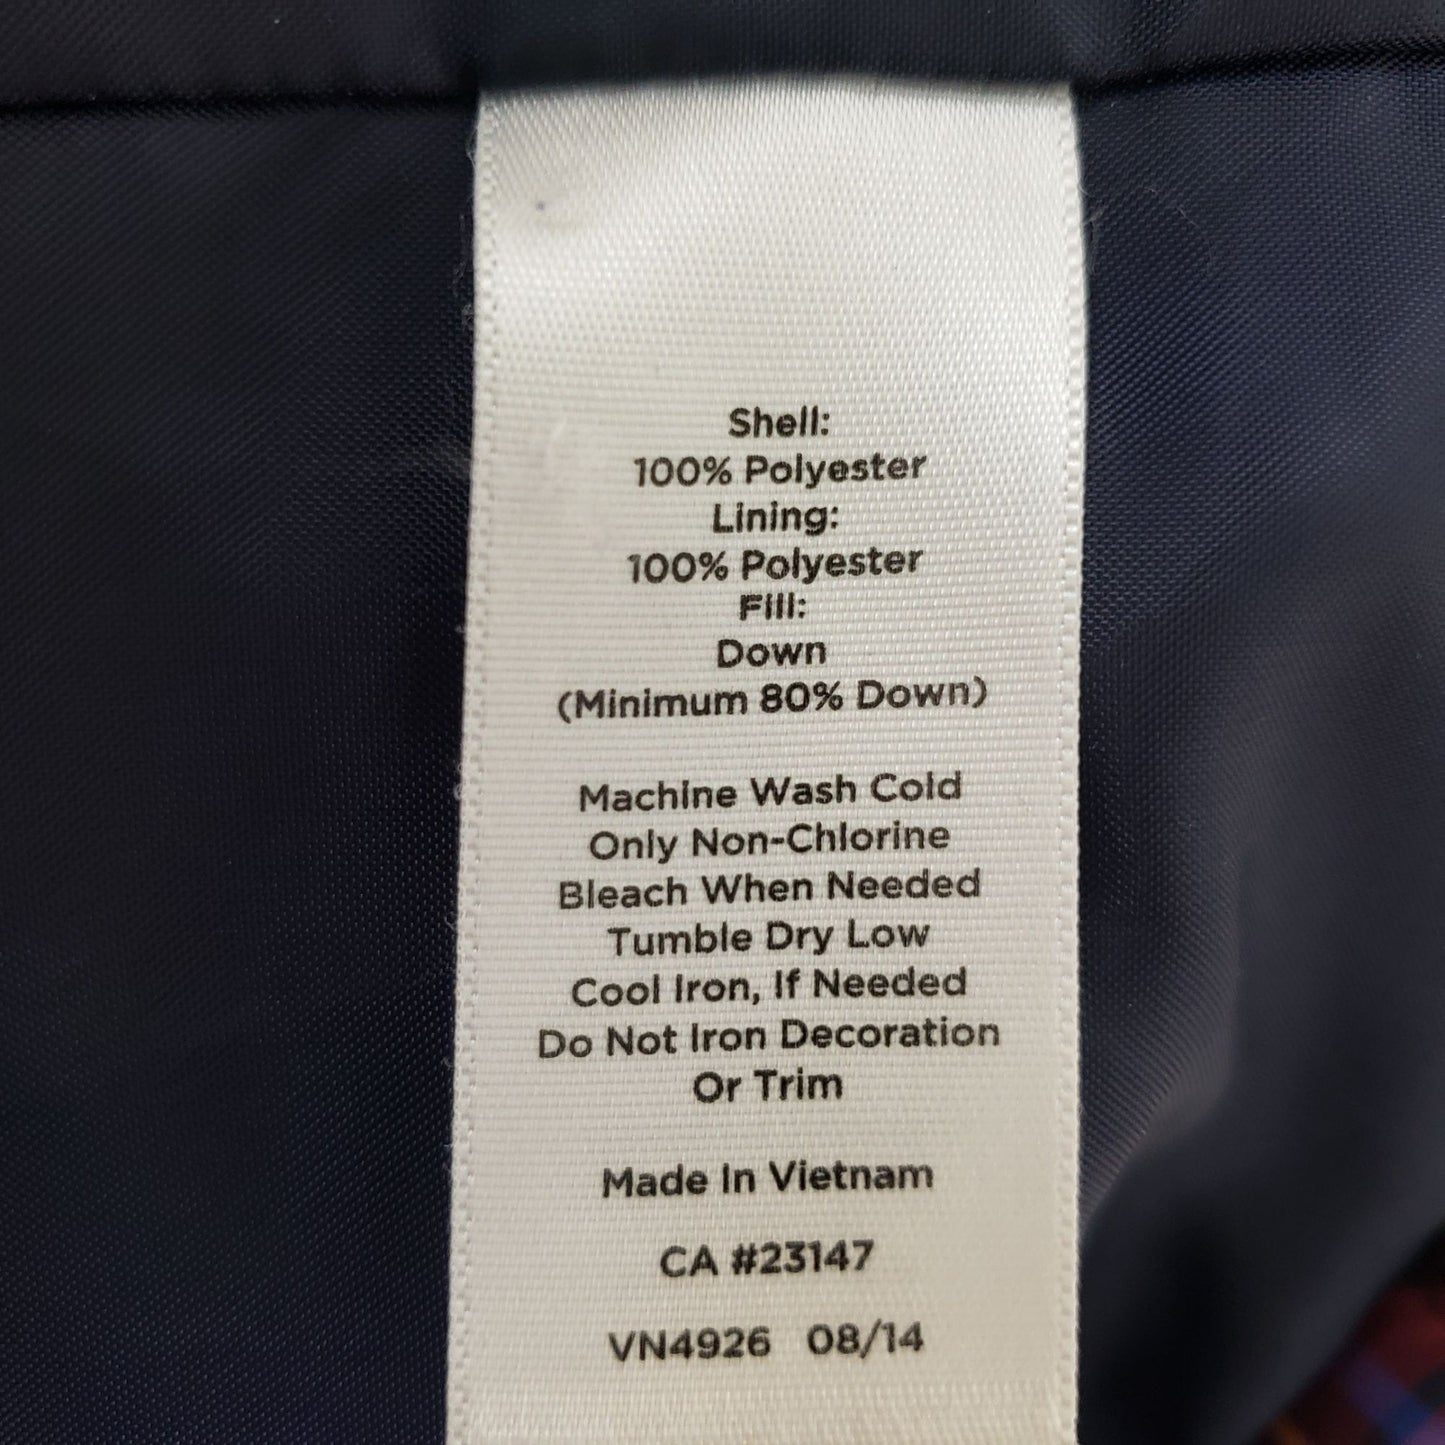 Shell:
100% Polyester
Lining:
100% Polyester
Fill:
Down
(Minimum 80% Down)
Machine Wash Cold
Only Non-Chlorine
Bleach When Needed
Tumble Dry Low
Cool Iron, If Needed
Do Not Iron Decoration
Or Trim
Made In Vietnam
CA #23147
VN4926 08/14